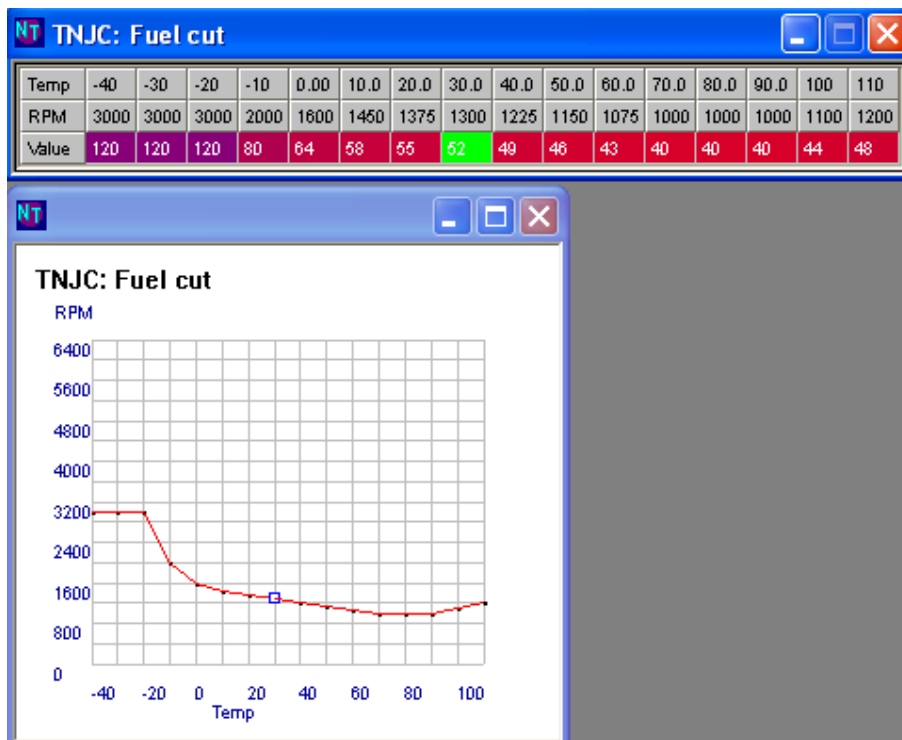 NT TNJC: Fuel cut
Temp -40 -30 -20 -10 0.00 10.0 20.0 30.0 40.0 50.0 60.0 70.0 80.0 90.0 100 110
RPM 3000 3000 3000 2000 1600 1450 1375 1300 1225 1150 1075 1000 1000 1000 1100 1200
Value 120 120 120 80 64 58 55 52 49 46 43 40 40 40 44 48
NT
TNJC: Fuel cut
RPM
6400
5600
4800
4000
3200
2400
1600
800
0
-40 -20 0 20 40 60 80 100
Temp